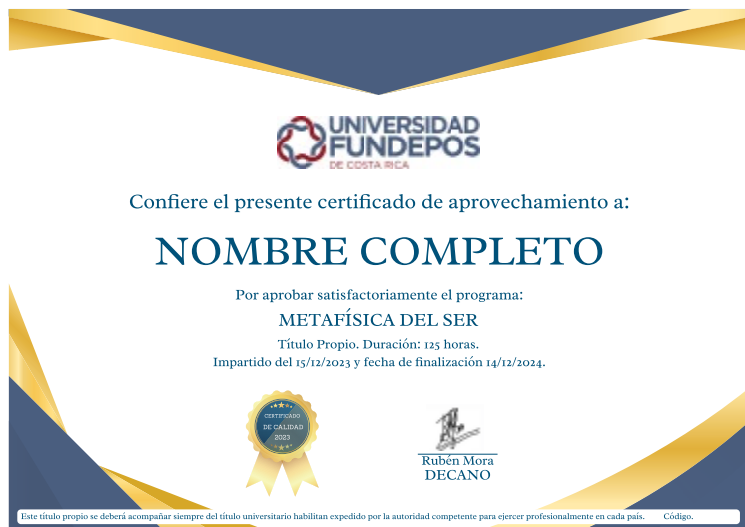 UNIVERSIDAD
FUNDEPOS
DE COSTA RICA
Confiere el presente certificado de aprovechamiento a:
NOMBRE COMPLETO
Por aprobar satisfactoriamente el programa:
METAFÍSICA DEL SER
Título Propio. Duración: 125 horas.
Impartido del 15/12/2023 y fecha de finalización 14/12/2024.
CERTIFICADO
DE CALIDAD
2023
Rubén Mora
DECANO
Este título propio se deberá acompañar siempre del título universitario habilitan expedido por la autoridad competente para ejercer profesionalmente en cada país. Código.